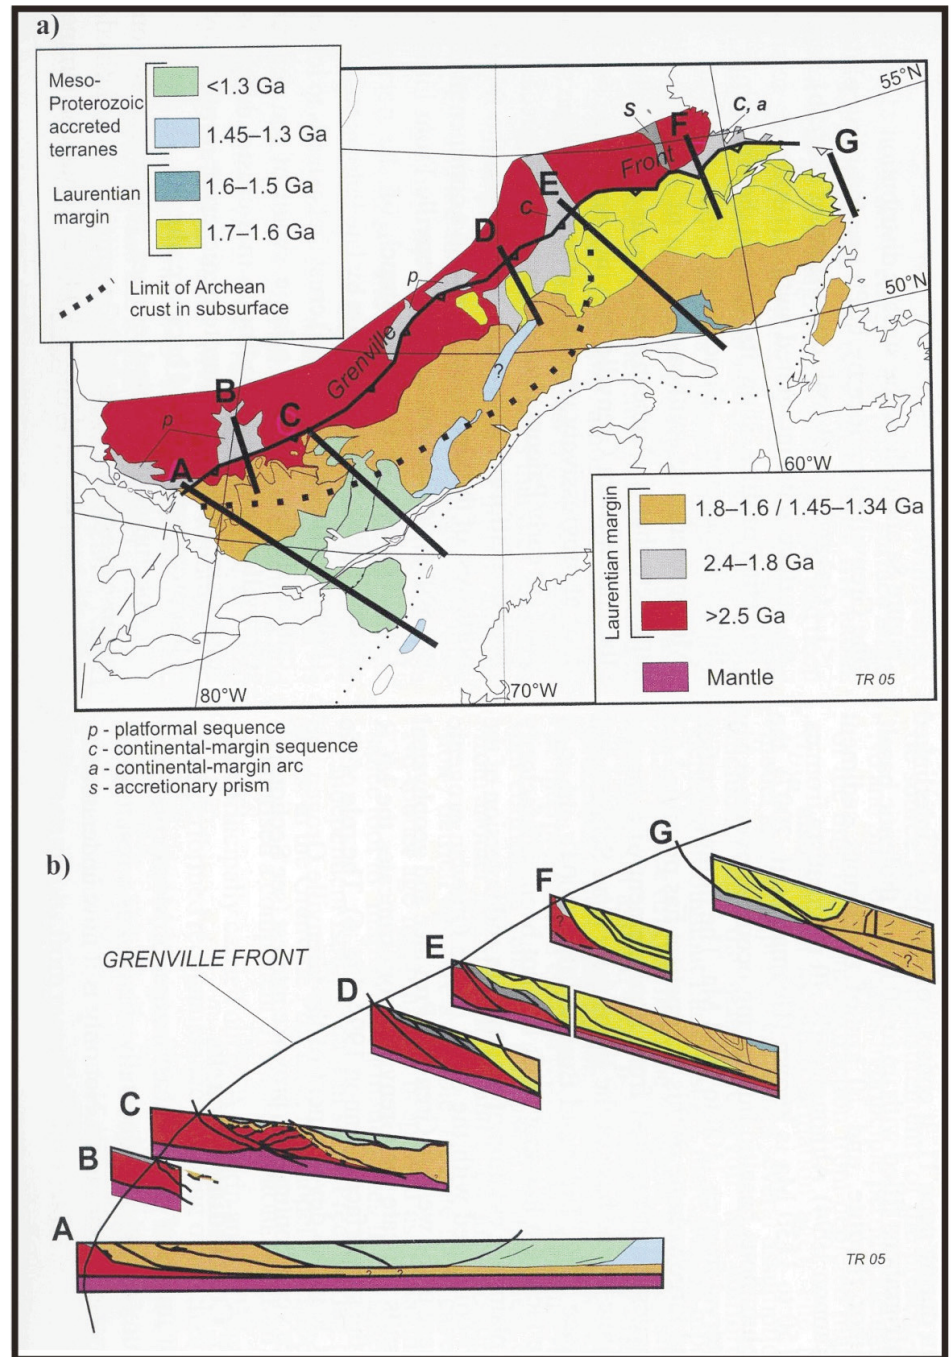 a)
Meso-
Proterozoic
accreted
terranes
<1.3 Ga
1.45–1.3 Ga
Laurentian
margin
1.6–1.5 Ga
1.7–1.6 Ga
Limit of Archean
crust in subsurface
55°N
S
F
C, a
G
Front
E
c
D
50°N
p
Grenville
?
B
C
p
A
60°W
Laurentian margin
1.8–1.6 / 1.45–1.34 Ga
2.4–1.8 Ga
>2.5 Ga
Mantle
TR 05
80°W
70°W
p - platformal sequence
c - continental-margin sequence
a - continental-margin arc
s - accretionary prism
b)
G
F
E
GRENVILLE FRONT
D
?
C
B
A
? ?
TR 05